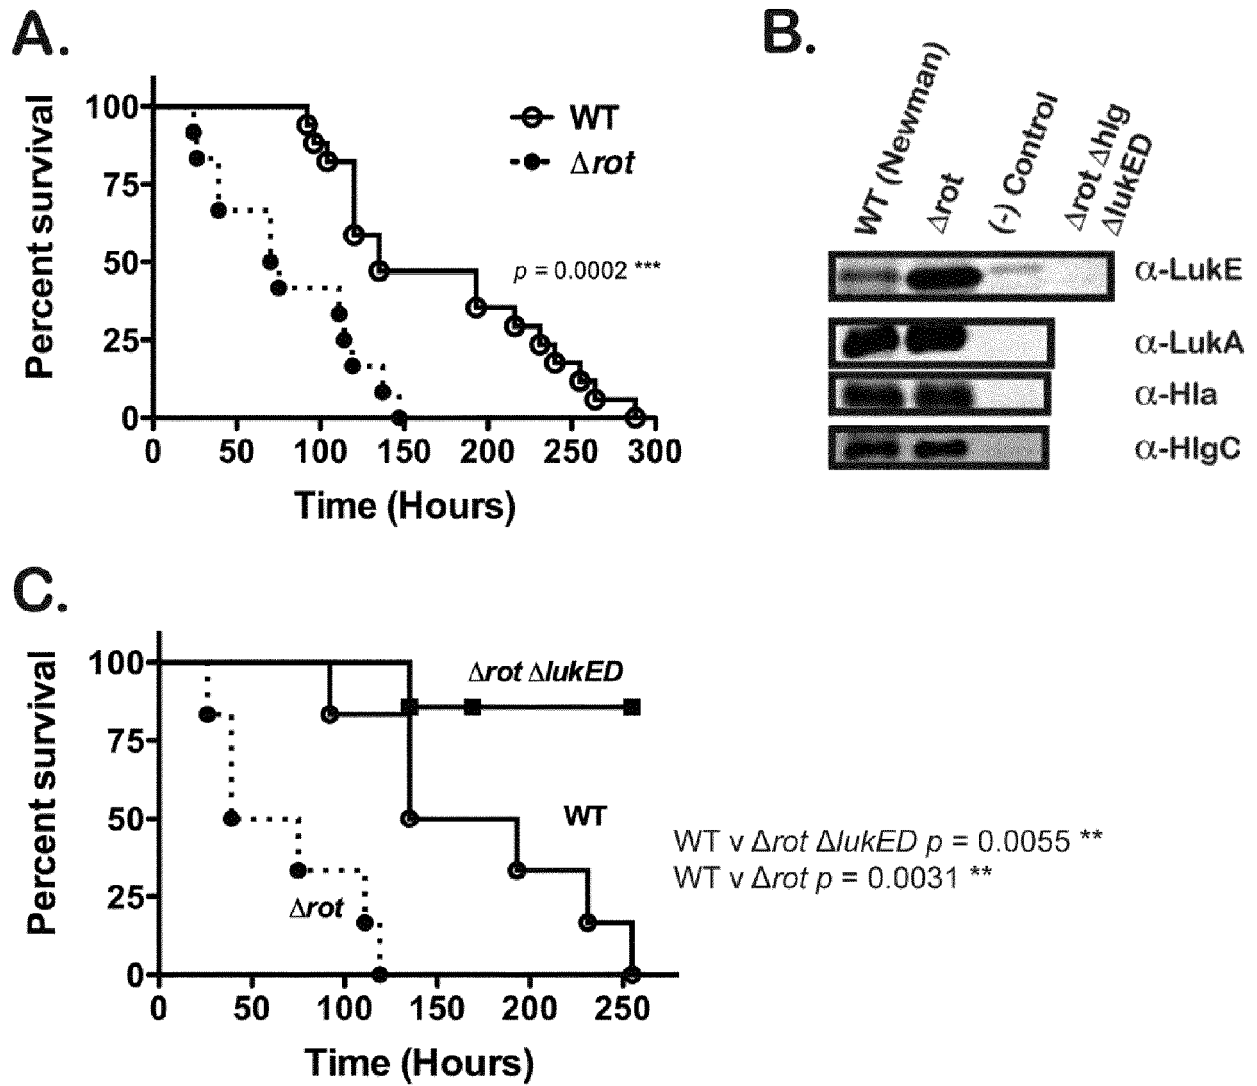 A.
Percent survival
100
75
50
25
0
0 50 100 150 200 250 300
Time (Hours)
WT
Δrot
p = 0.0002 ***
B.
WT (Newman)
Δrot
(-) Control
Δrot Δhlg
ΔlukED
α-LukE
α-LukA
α-Hla
α-HlgC
C.
Percent survival
100
75
50
25
0
0 50 100 150 200 250
Time (Hours)
Δrot ΔlukED
WT
Δrot
WT v Δrot ΔlukED p = 0.0055 **
WT v Δrot p = 0.0031 **